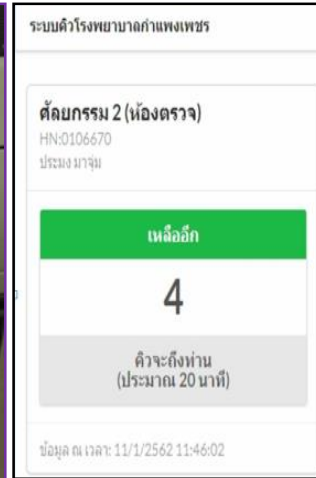 ระบบคิวโรงพยาบาลกำแพงเพชร
ศัลยกรรม 2 (ห้องตรวจ)
HN:0106670
ประมง มาจุ่ม
เหลืออีก
4
คิวจะถึงท่าน
(ประมาณ 20 นาที)
ข้อมูล ณ เวลา: 11/1/2562 11:46:02